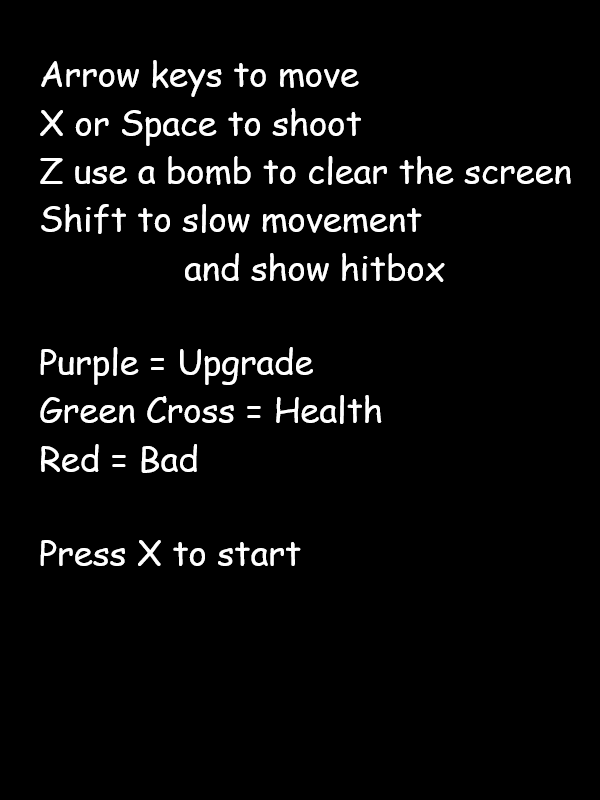 Arrow keys to move
X or Space to shoot
Z use a bomb to clear the screen
Shift to slow movement
and show hitbox
Purple = Upgrade
Green Cross = Health
Red = Bad
Press X to start